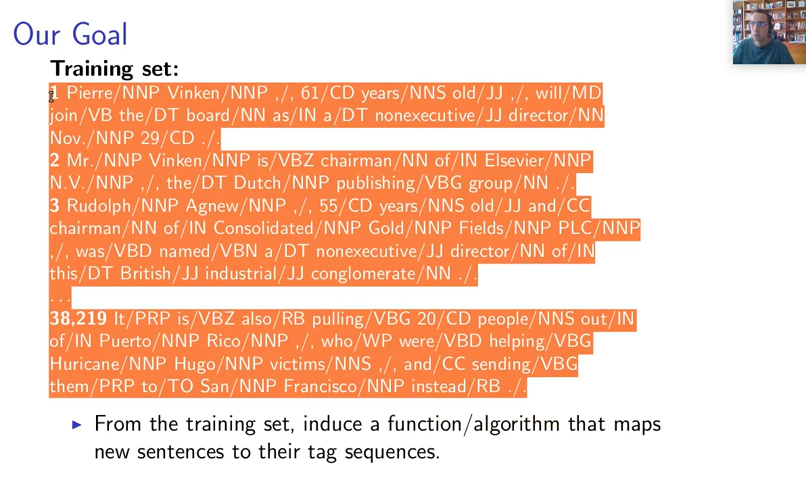 Our Goal
Training set:
1 Pierre/NNP Vinken/NNP ,/, 61/CD years/NNS old/JJ ,/, will/MD
join/VB the/DT board/NN as/IN a/DT nonexecutive/JJ director/NN
Nov./NNP 29/CD ./.
2 Mr./NNP Vinken/NNP is/VBZ chairman/NN of/IN Elsevier/NNP
N.V./NNP ,/, the/DT Dutch/NNP publishing/VBG group/NN ./.
3 Rudolph/NNP Agnew/NNP ,/, 55/CD years/NNS old/JJ and/CC
chairman/NN of/IN Consolidated/NNP Gold/NNP Fields/NNP PLC/NNP
,/, was/VBD named/VBN a/DT nonexecutive/JJ director/NN of/IN
this/DT British/JJ industrial/JJ conglomerate/NN ./.
...
38,219 It/PRP is/VBZ also/RB pulling/VBG 20/CD people/NNS out/IN
of/IN Puerto/NNP Rico/NNP ,/, who/WP were/VBD helping/VBG
Huricane/NNP Hugo/NNP victims/NNS ,/, and/CC sending/VBG
them/PRP to/TO San/NNP Francisco/NNP instead/RB ./.
From the training set, induce a function/algorithm that maps
new sentences to their tag sequences.